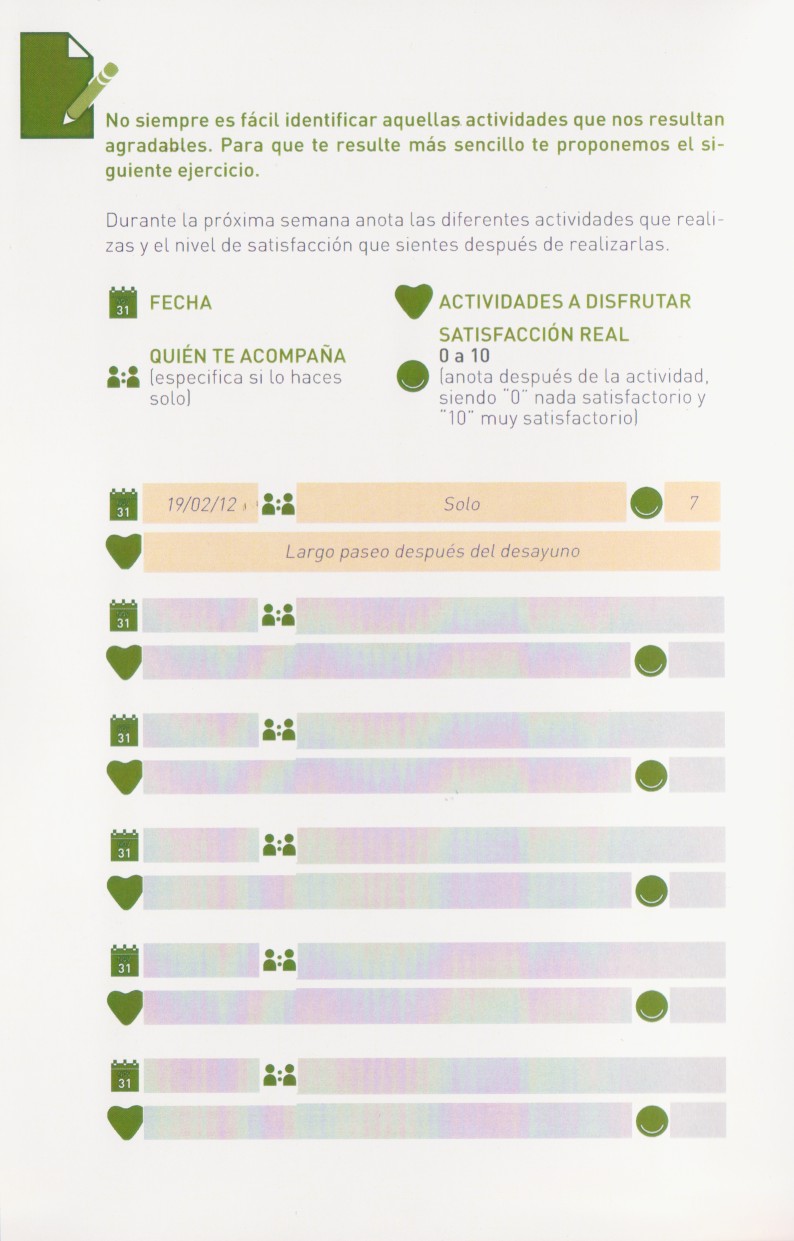 No siempre es fácil identificar aquellas actividades que nos resultan
agradables. Para que te resulte más sencillo te proponemos el si-
guiente ejercicio.
Durante la próxima semana anota las diferentes actividades que reali-
zas y el nivel de satisfacción que sientes después de realizarlas.
31 FECHA
ACTIVIDADES A DISFRUTAR
QUIÉN TE ACOMPAÑA
(especifica si lo haces
solo)
SATISFACCIÓN REAL
0 a 10
(anota después de la actividad,
siendo "0" nada satisfactorio y
"10" muy satisfactorio)
31 19/02/12 Solo 7
Largo paseo después del desayuno
31
31
31
31
31